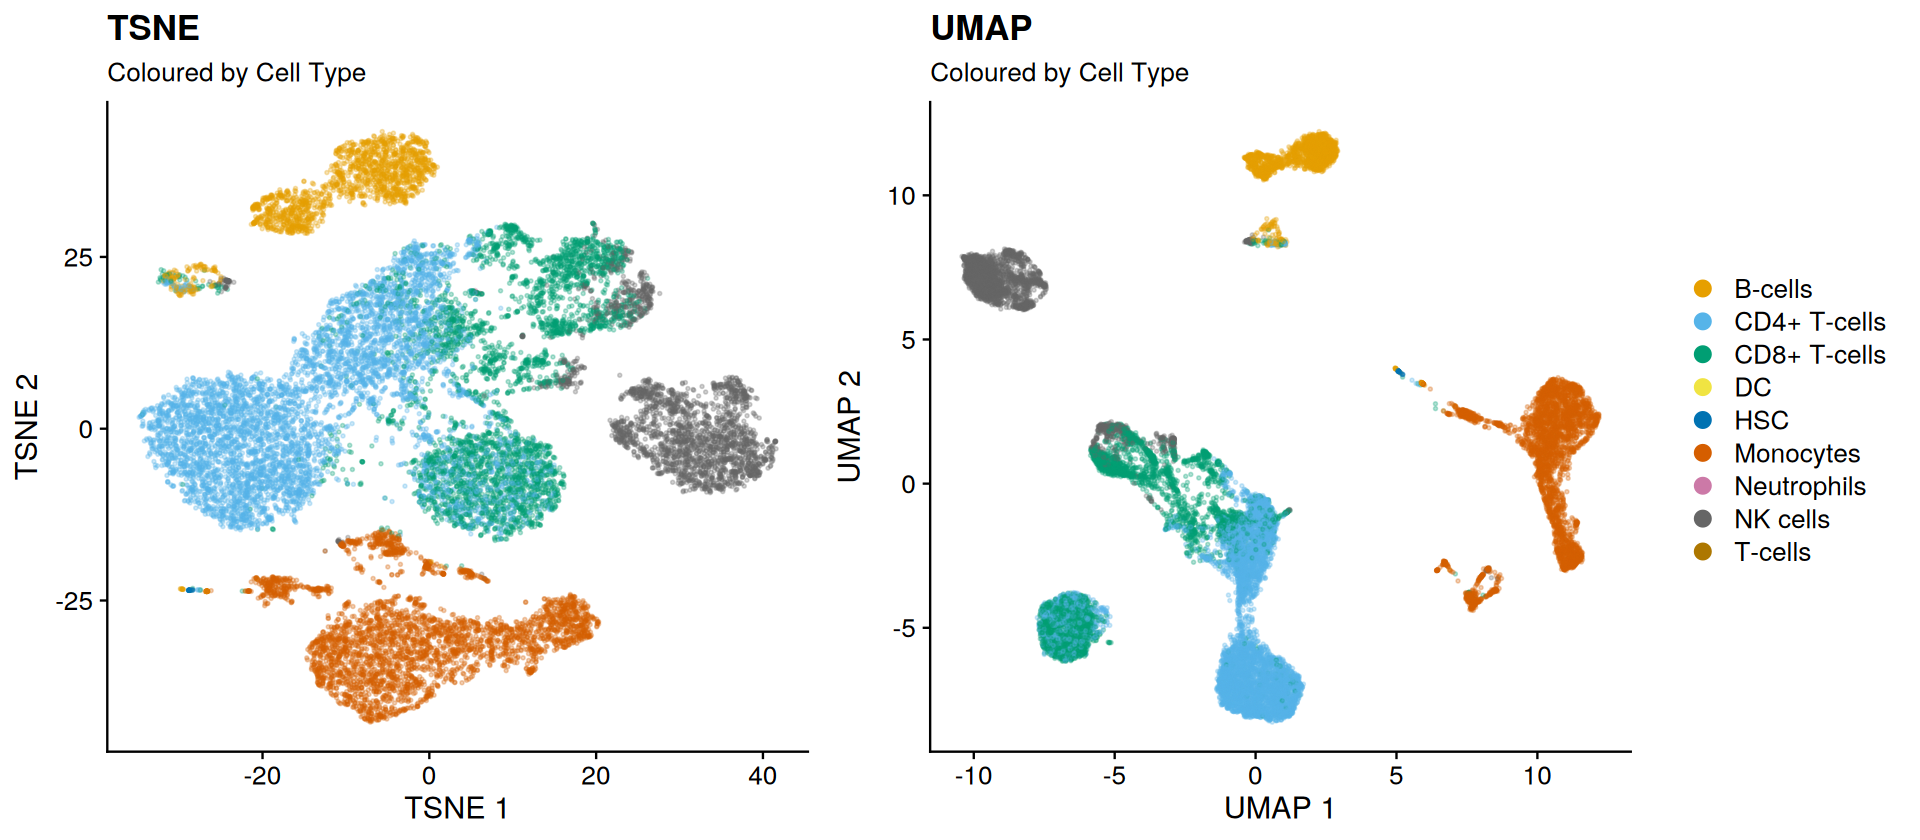 TSNE
Coloured by Cell Type
25
0
-25
TSNE 2
-20 0 20 40
TSNE 1
UMAP
Coloured by Cell Type
10
5
0
-5
UMAP 2
-10 -5 0 5 10
UMAP 1
B-cells
CD4+ T-cells
CD8+ T-cells
DC
HSC
Monocytes
Neutrophils
NK cells
T-cells